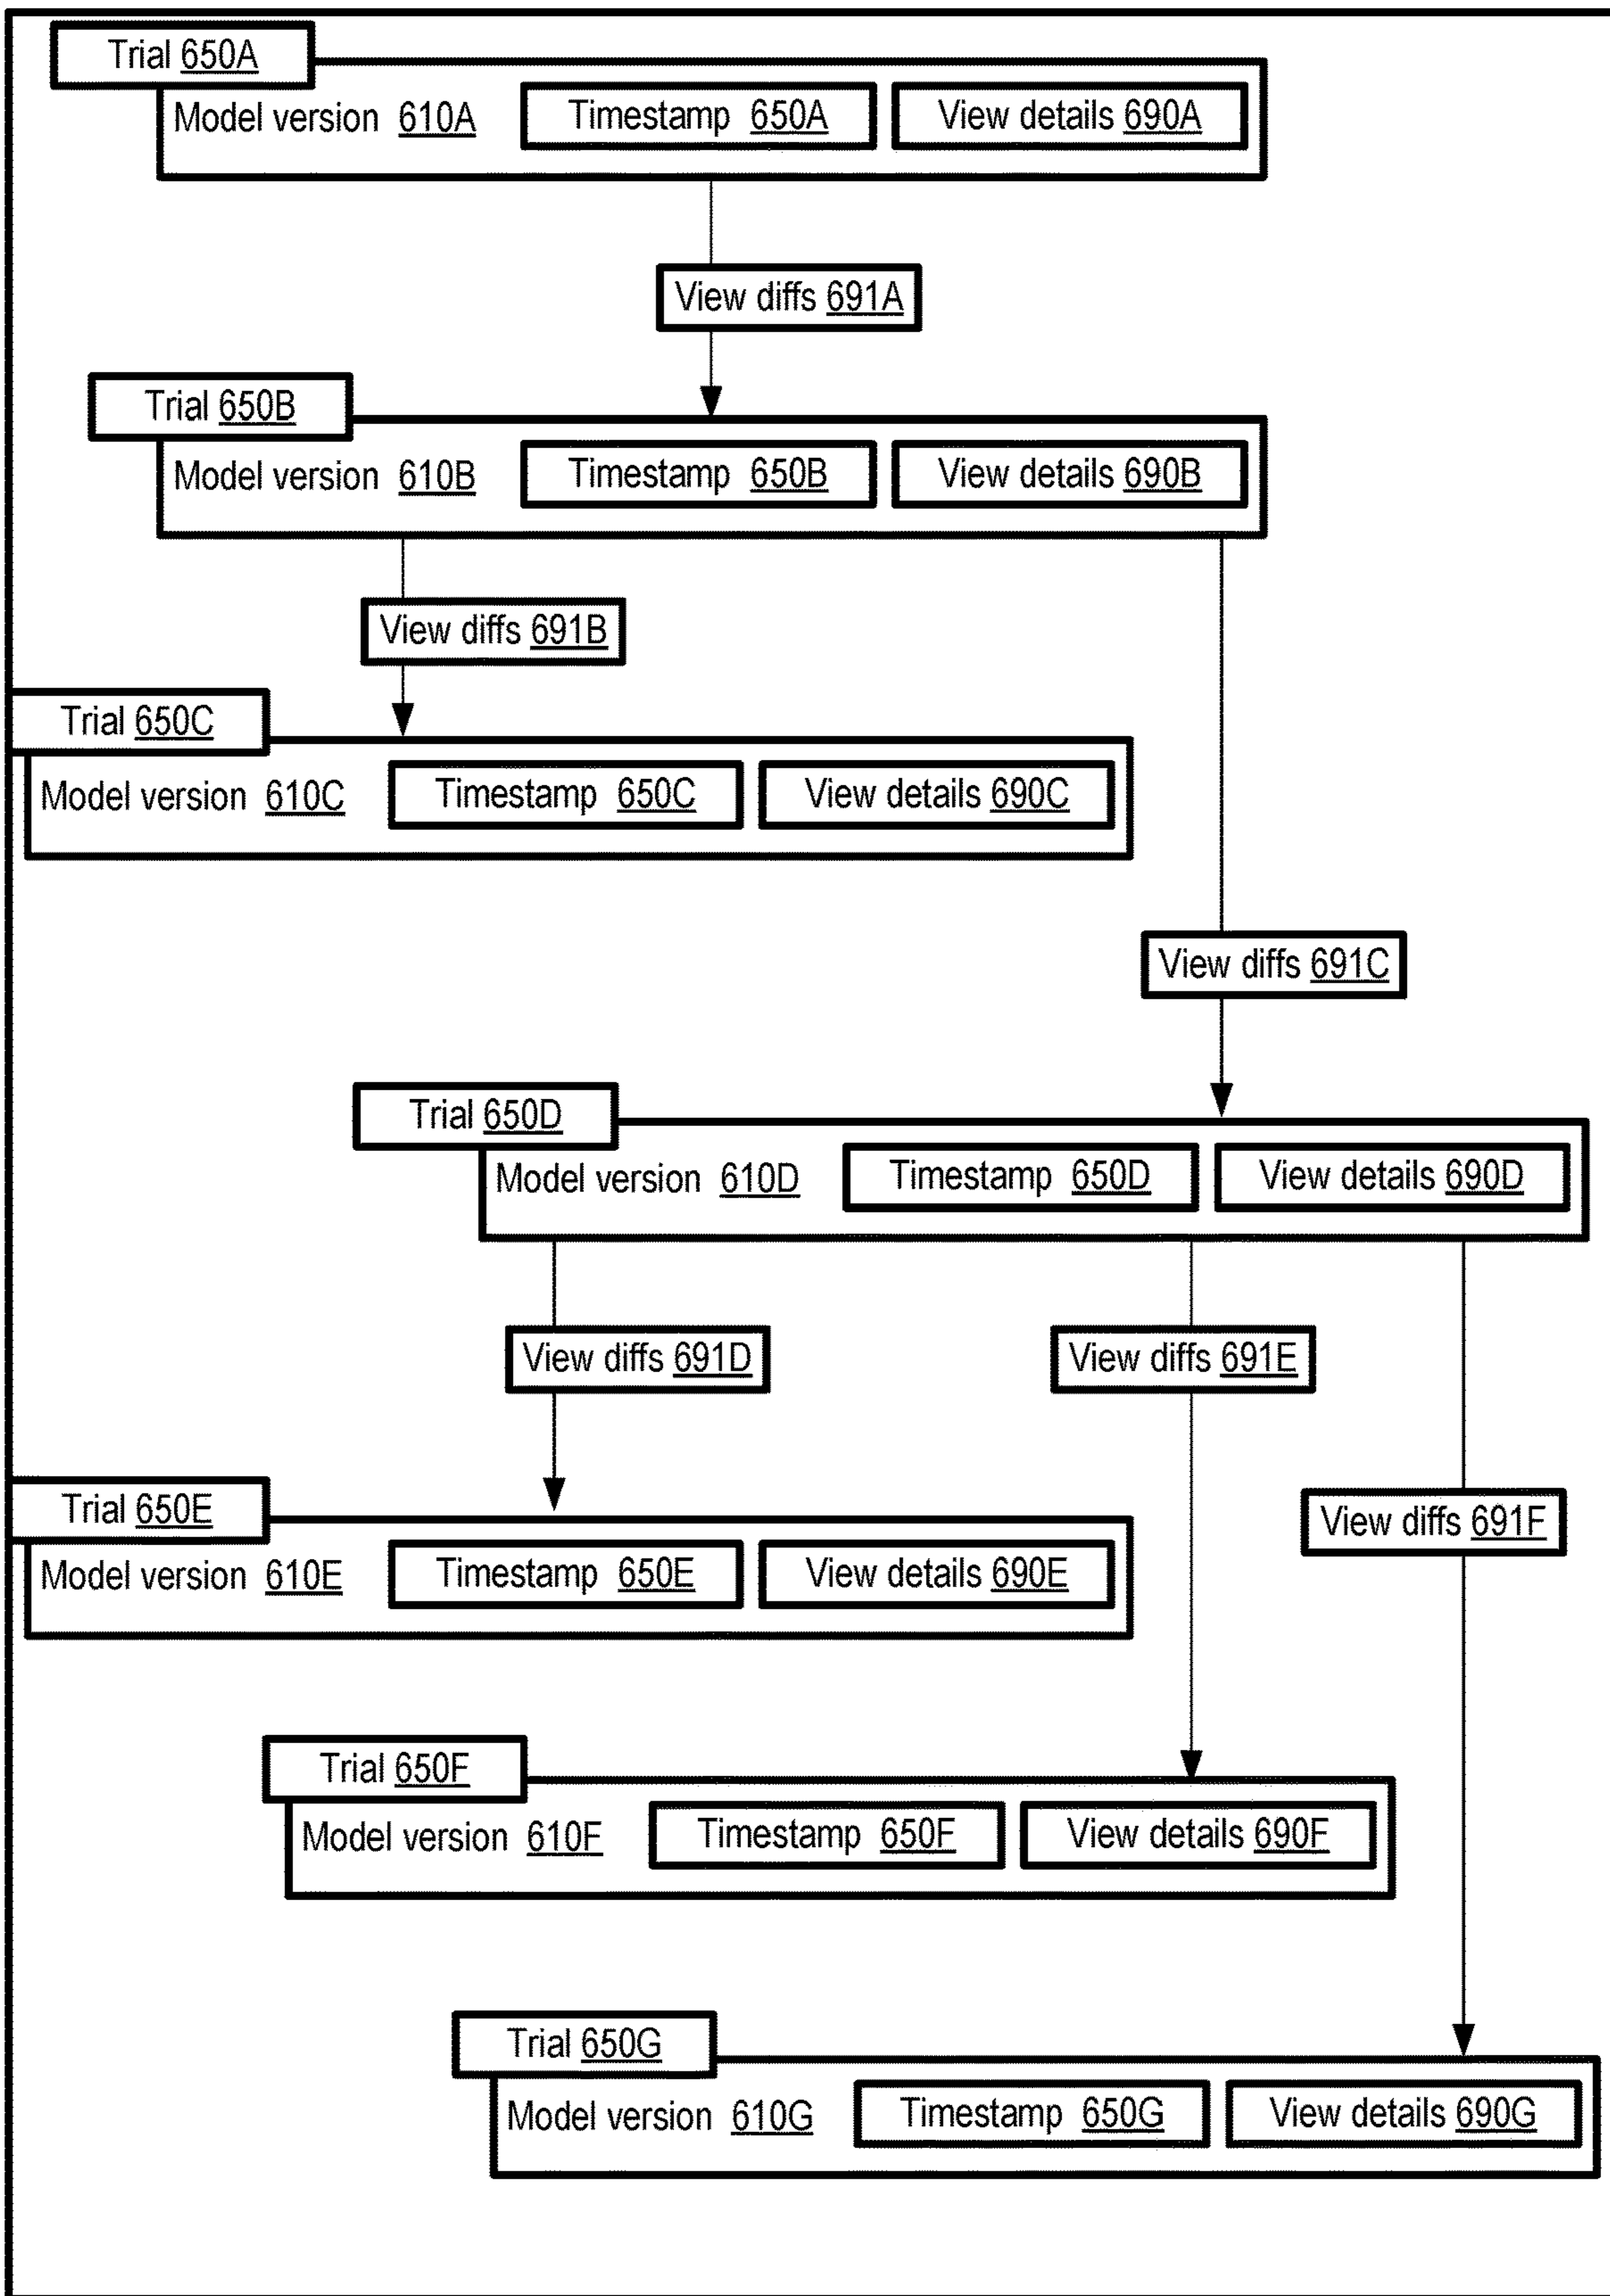 Trial 650A
Model version 610A Timestamp 650A View details 690A
View diffs 691A
Trial 650B
Model version 610B Timestamp 650B View details 690B
View diffs 691B
Trial 650C
Model version 610C Timestamp 650C View details 690C
View diffs 691C
Trial 650D
Model version 610D Timestamp 650D View details 690D
View diffs 691D View diffs 691E
Trial 650E
View diffs 691F
Model version 610E Timestamp 650E View details 690E
Trial 650F
Model version 610F Timestamp 650F View details 690F
Trial 650G
Model version 610G Timestamp 650G View details 690G